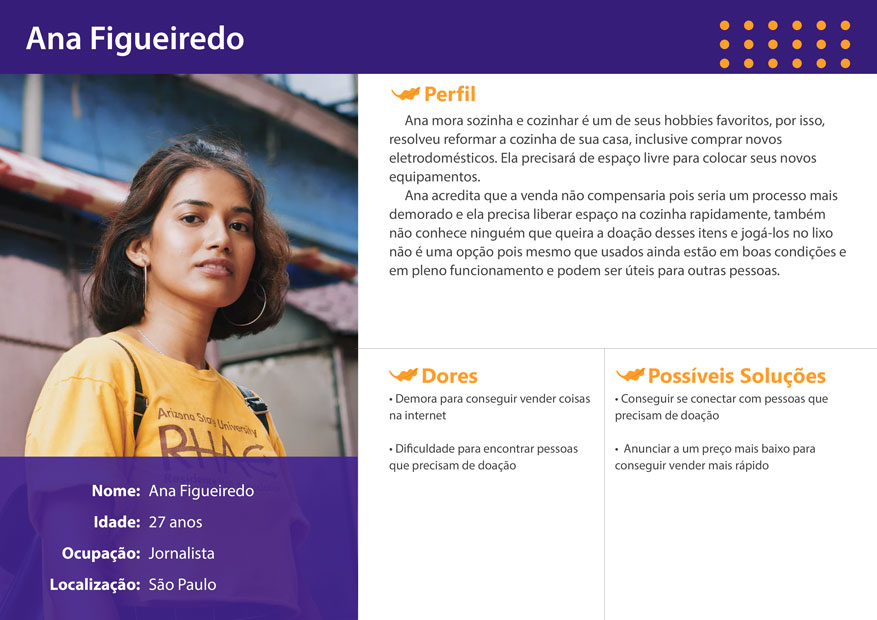 Ana Figueiredo
Perfil
Ana mora sozinha e cozinhar é um de seus hobbies favoritos, por isso,
resolveu reformar a cozinha de sua casa, inclusive comprar novos
eletrodomésticos. Ela precisará de espaço livre para colocar seus novos
equipamentos.
Ana acredita que a venda não compensaria pois seria um processo mais
demorado e ela precisa liberar espaço na cozinha rapidamente, também
não conhece ninguém que queira a doação desses itens e jogá-los no lixo
não é uma opção pois mesmo que usados ainda estão em boas condições e
em pleno funcionamento e podem ser úteis para outras pessoas.
Arizona State University
RHAC
Nome: Ana Figueiredo
Idade: 27 anos
Ocupação: Jornalista
Localização: São Paulo
Dores
• Demora para conseguir vender coisas
na internet
• Dificuldade para encontrar pessoas
que precisam de doação
Possíveis Soluções
• Conseguir se conectar com pessoas que
precisam de doação
• Anunciar a um preço mais baixo para
conseguir vender mais rápido